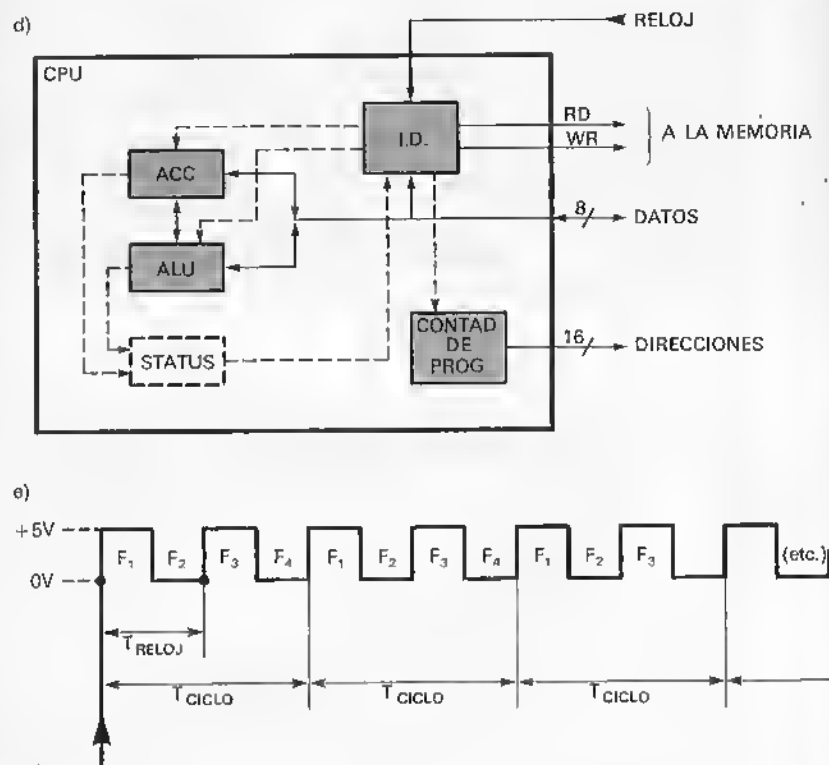 d)
RELOJ
CPU
I.D.
RD
WR
A LA MEMORIA
ACC
8
DATOS
ALU
CONTAD
DE
PROG
16
DIRECCIONES
STATUS
e)
+5V
F1 F2 F3 F4 F1 F2 F3 F4 F1 F2 F3 (etc.)
0V
TRELOJ
TCICLO TCICLO TCICLO